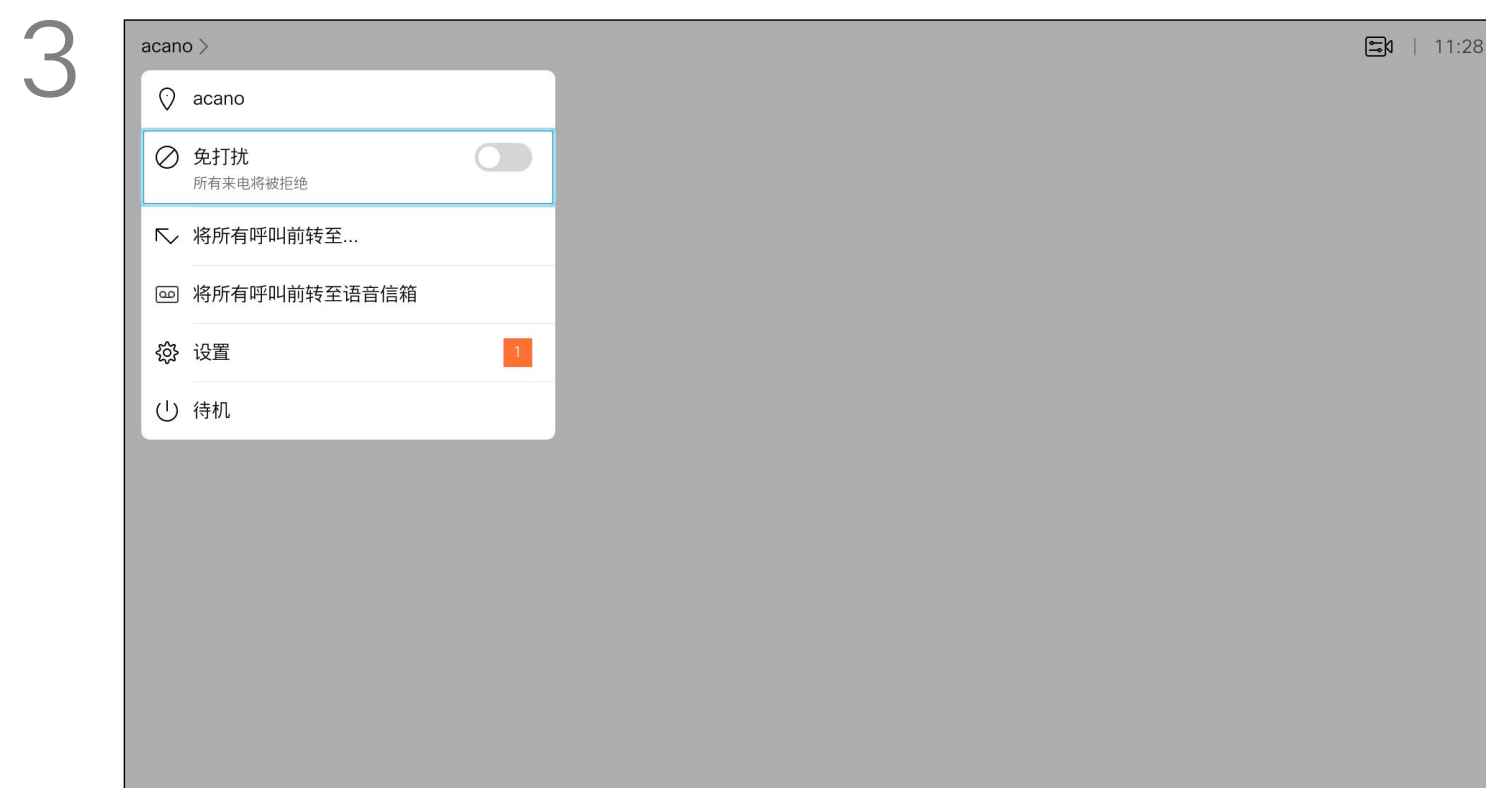 3
acano >
11:28
acano
免打扰
所有来电将被拒绝
将所有呼叫前转至...
将所有呼叫前转至语音信箱
设置
1
待机